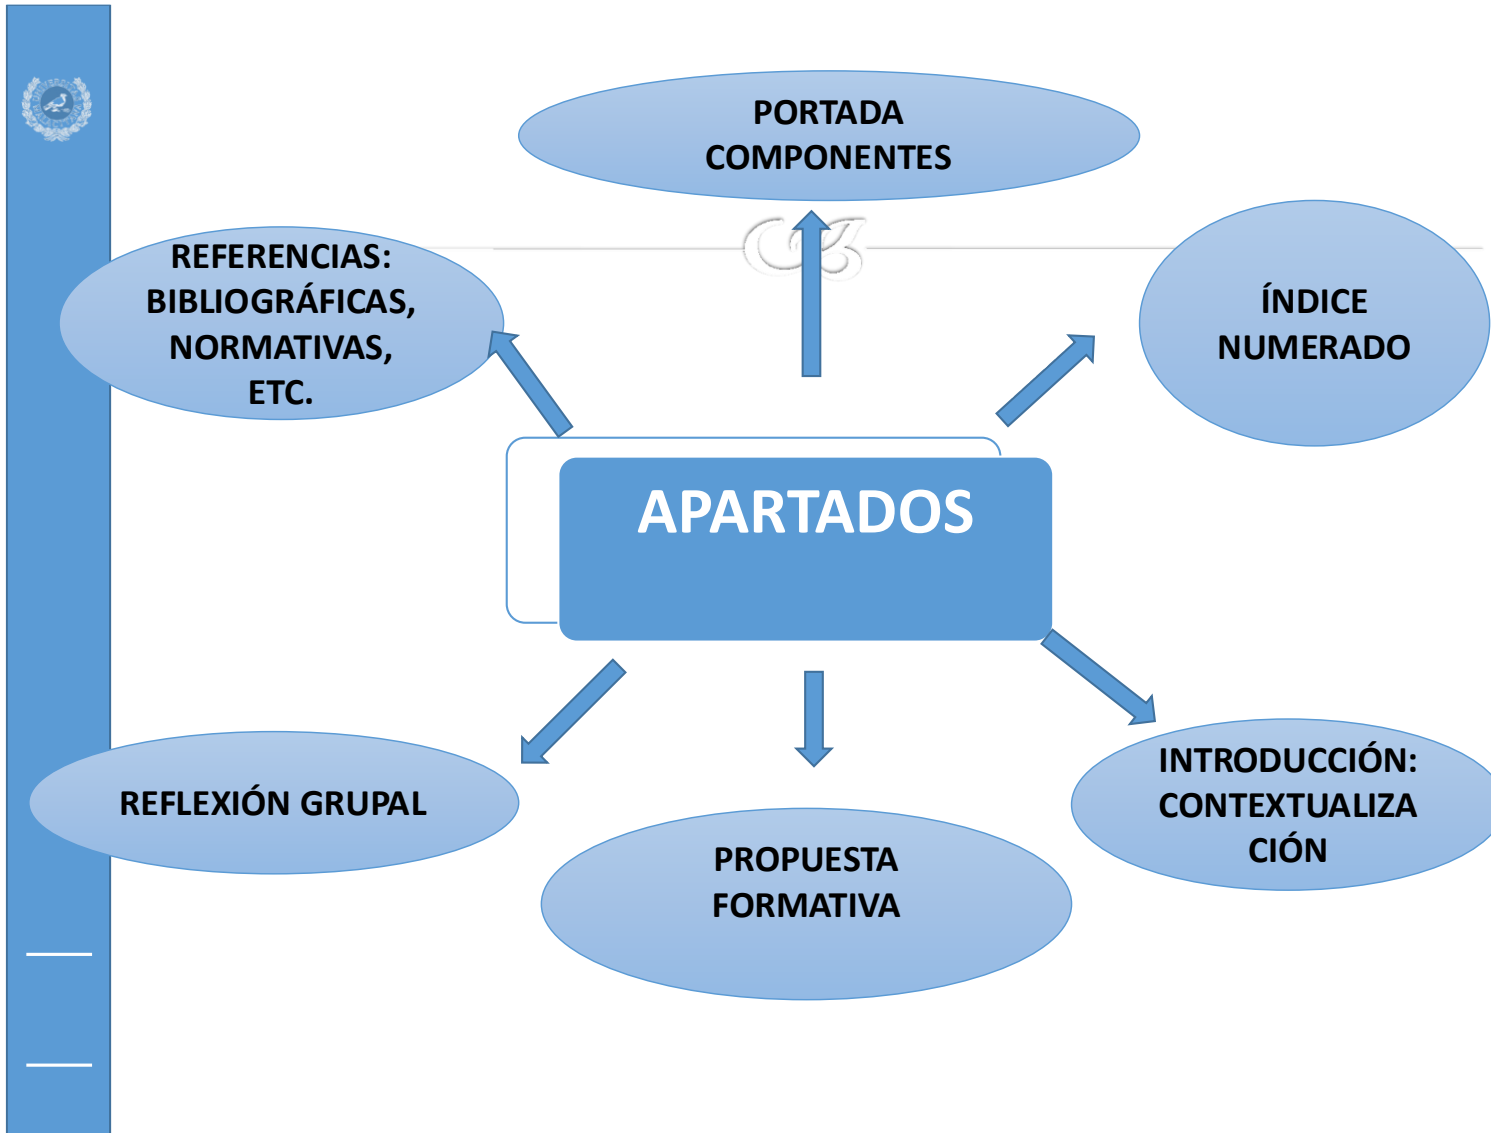 PORTADA
COMPONENTES
REFERENCIAS:
BIBLIOGRÁFICAS,
NORMATIVAS,
ETC.
ÍNDICE
NUMERADO
APARTADOS
REFLEXIÓN GRUPAL
PROPUESTA
FORMATIVA
INTRODUCCIÓN:
CONTEXTUALIZA
CIÓN